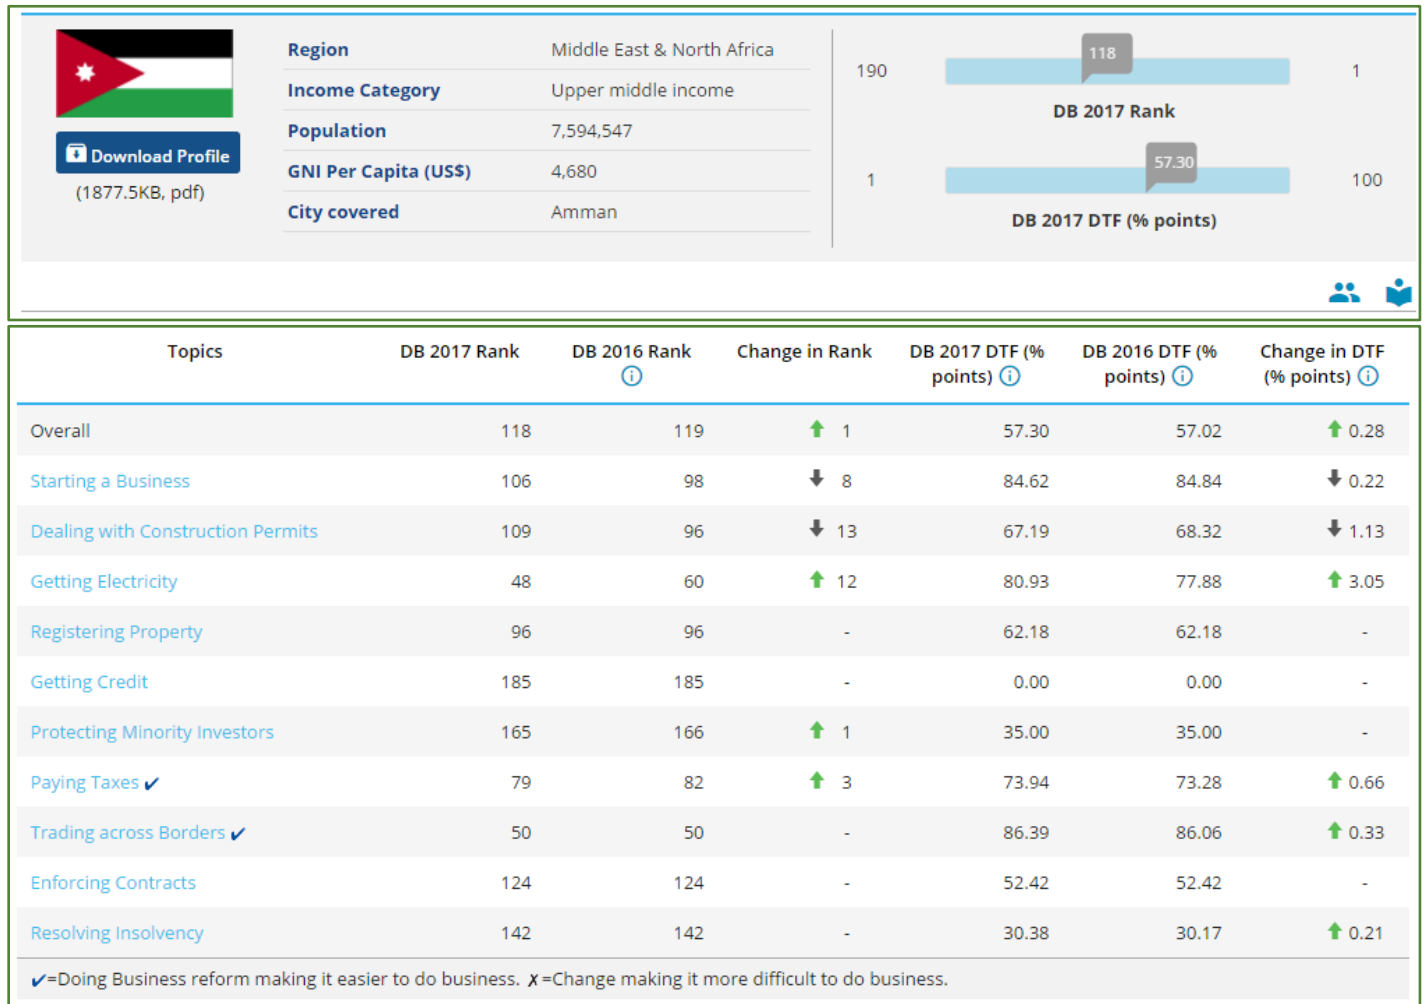 Download Profile
(1877.5KB, pdf)
Region Middle East & North Africa
Income Category Upper middle income
Population 7,594,547
GNI Per Capita (US$) 4,680
City covered Amman
118
190 1
DB 2017 Rank
57.30
1 100
DB 2017 DTF (% points)
Topics DB 2017 Rank DB 2016 Rank Change in Rank DB 2017 DTF (% points) DB 2016 DTF (% points) Change in DTF (% points)
Overall 118 119 ⬆ 1 57.30 57.02 ⬆ 0.28
Starting a Business 106 98 ⬇ 8 84.62 84.84 ⬇ 0.22
Dealing with Construction Permits 109 96 ⬇ 13 67.19 68.32 ⬇ 1.13
Getting Electricity 48 60 ⬆ 12 80.93 77.88 ⬆ 3.05
Registering Property 96 96 - 62.18 62.18 -
Getting Credit 185 185 - 0.00 0.00 -
Protecting Minority Investors 165 166 ⬆ 1 35.00 35.00 -
Paying Taxes ✔ 79 82 ⬆ 3 73.94 73.28 ⬆ 0.66
Trading across Borders ✔ 50 50 - 86.39 86.06 ⬆ 0.33
Enforcing Contracts 124 124 - 52.42 52.42 -
Resolving Insolvency 142 142 - 30.38 30.17 ⬆ 0.21
✔=Doing Business reform making it easier to do business. ✗=Change making it more difficult to do business.